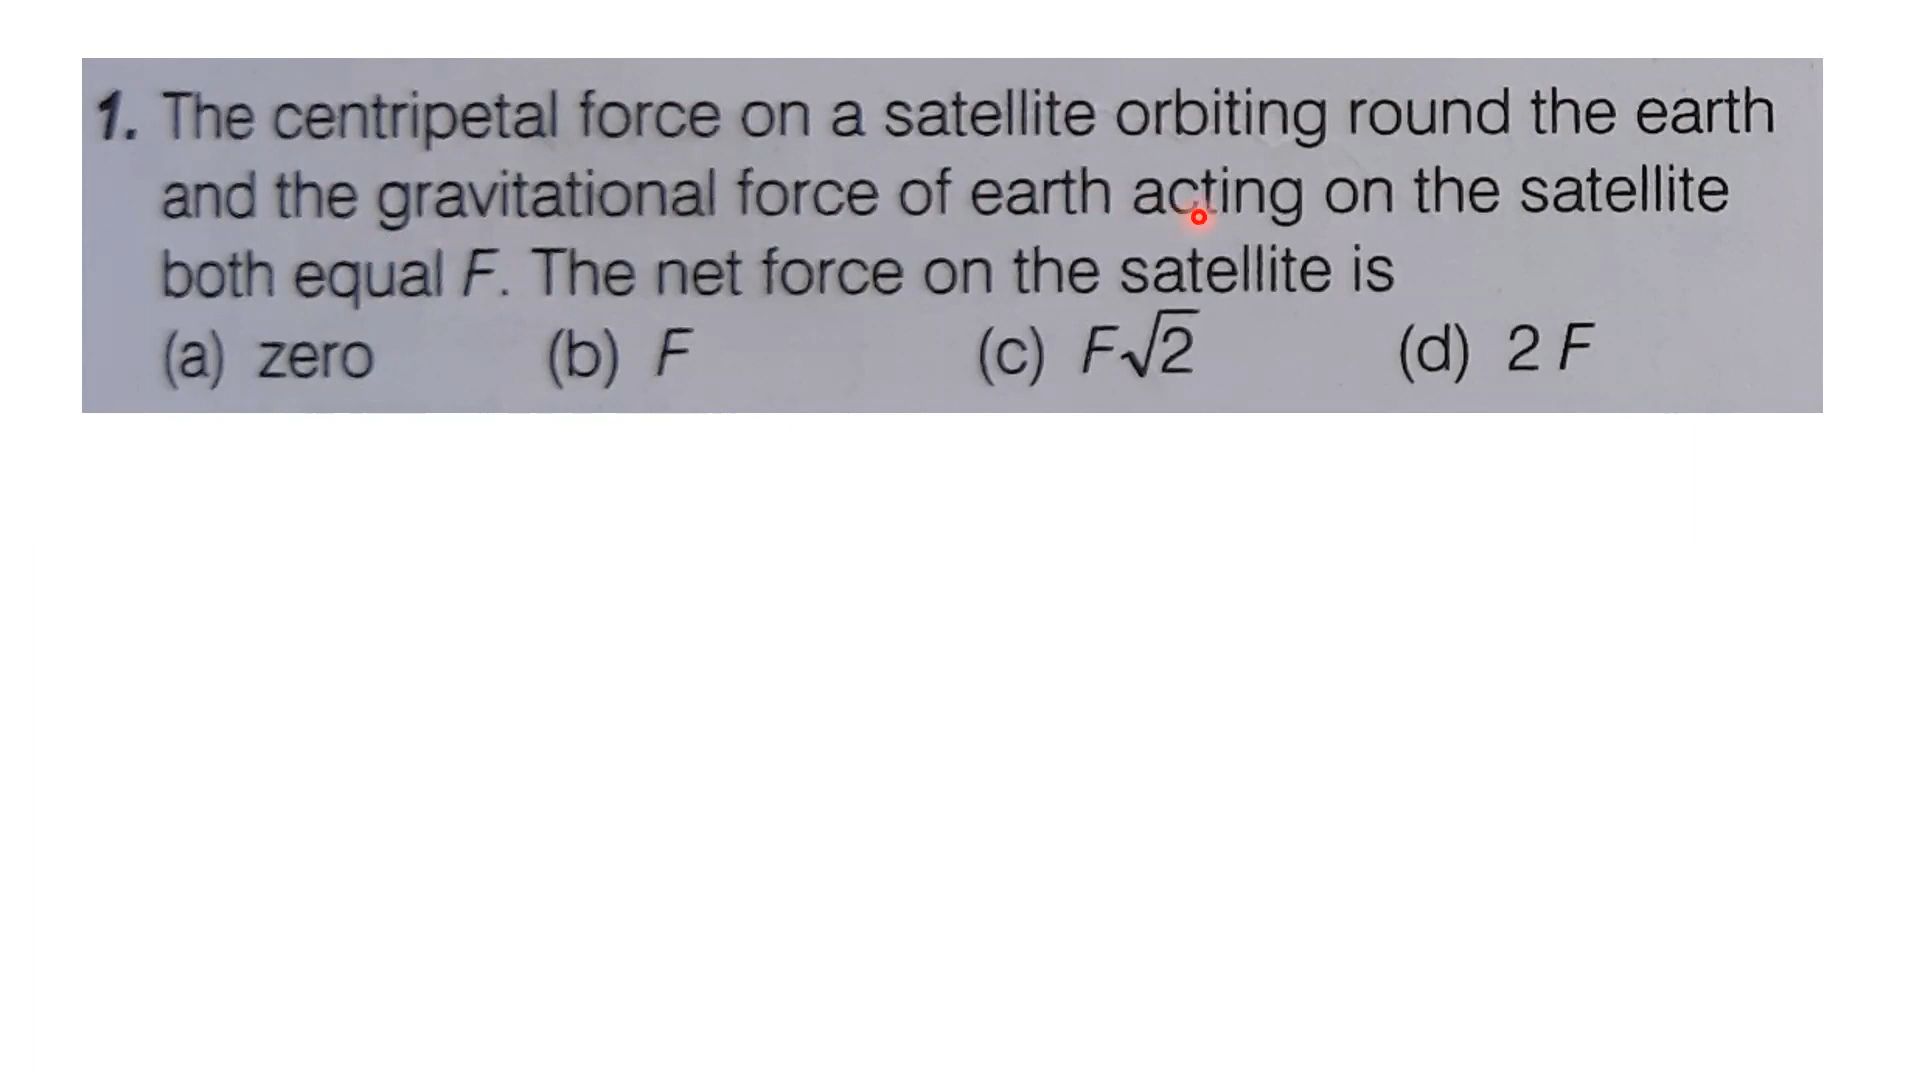 1. The centripetal force on a satellite orbiting round the earth
and the gravitational force of earth acting on the satellite
both equal F. The net force on the satellite is
(a) zero (b) F (c) F√2 (d) 2 F